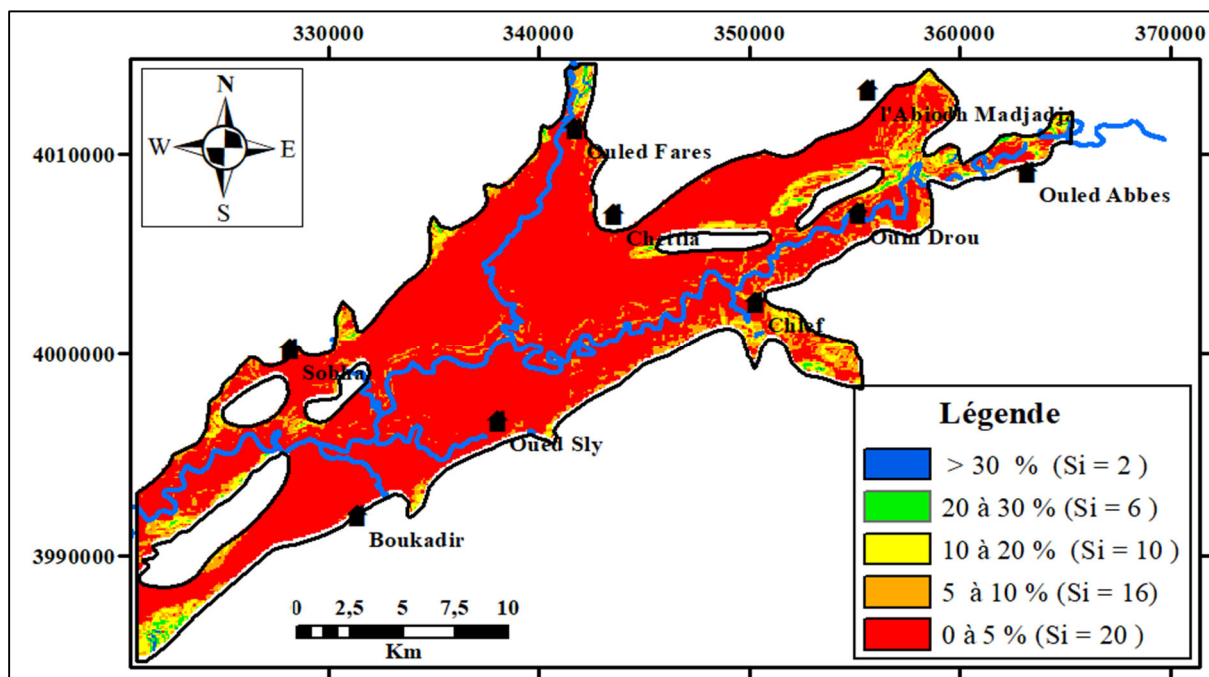 330000 340000 350000 360000 370000
N
W E
S
4010000
4000000
3990000
l'Abiodh Madjadja
Ouled Fares
Ouled Abbes
Chettia
Oum Drou
Chlef
Sobha
Oued Sly
Boukadir
0 2,5 5 7,5 10
Km
Légende
> 30 % (Si = 2 )
20 à 30 % (Si = 6 )
10 à 20 % (Si = 10 )
5 à 10 % (Si = 16)
0 à 5 % (Si = 20 )